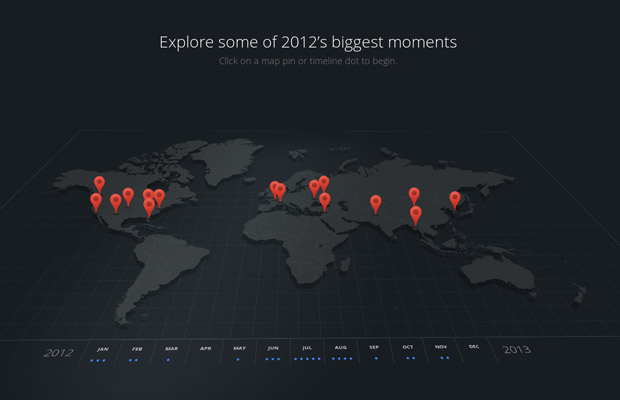 Explore some of 2012's biggest moments
Click on a map pin or timeline dot to begin.
2012 JAN FEB MAR APR MAY JUN JUL AUG SEP OCT NOV DEC 2013